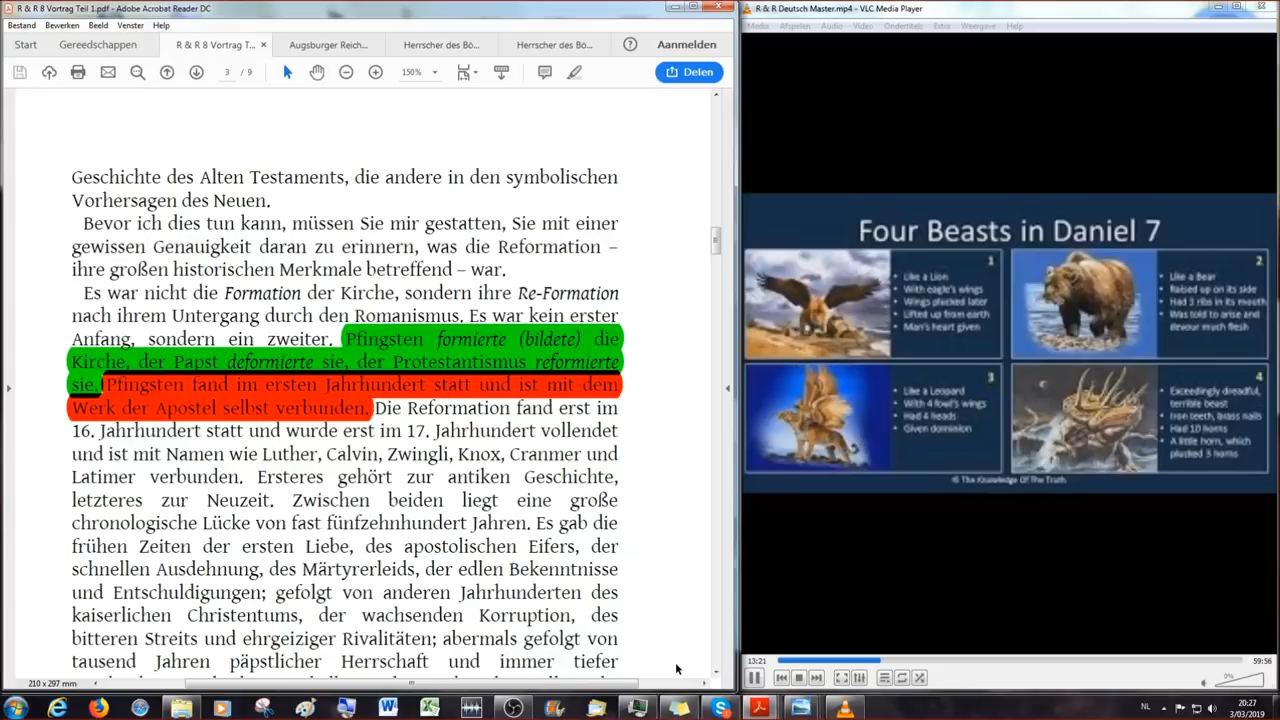 R & R 8 Vortrag Teil 1.pdf - Adobe Acrobat Reader DC
Bestand Bewerken Beeld Venster Help
Start Gereedschappen R & R 8 Vortrag T... × Augsburger Reich... Herrscher des Bö... Herrscher des Bö... Aanmelden
3 / 9 150% Delen
Geschichte des Alten Testaments, die andere in den symbolischen
Vorhersagen des Neuen.
Bevor ich dies tun kann, müssen Sie mir gestatten, Sie mit einer
gewissen Genauigkeit daran zu erinnern, was die Reformation –
ihre großen historischen Merkmale betreffend – war.
Es war nicht die Formation der Kirche, sondern ihre Re-Formation
nach ihrem Untergang durch den Romanismus. Es war kein erster
Anfang, sondern ein zweiter. Pfingsten formierte (bildete) die
Kirche, der Papst deformierte sie, der Protestantismus reformierte
sie. Pfingsten fand im ersten Jahrhundert statt und ist mit dem
Werk der Apostel selbst verbunden. Die Reformation fand erst im
16. Jahrhundert statt und wurde erst im 17. Jahrhundert vollendet
und ist mit Namen wie Luther, Calvin, Zwingli, Knox, Cranmer und
Latimer verbunden. Ersteres gehört zur antiken Geschichte,
letzteres zur Neuzeit. Zwischen beiden liegt eine große
chronologische Lücke von fast fünfzehnhundert Jahren. Es gab die
frühen Zeiten der ersten Liebe, des apostolischen Eifers, der
schnellen Ausdehnung, des Märtyrerleids, der edlen Bekenntnisse
und Entschuldigungen; gefolgt von anderen Jahrhunderten des
kaiserlichen Christentums, der wachsenden Korruption, des
bitteren Streits und ehrgeiziger Rivalitäten; abermals gefolgt von
tausend Jahren päpstlicher Herrschaft und immer tiefer
210 x 297 mm
R & R Deutsch Master.mp4 - VLC Media Player
Media Afspelen Audio Video Ondertitels Extra Weergave Help
Four Beasts in Daniel 7
1
Like a Lion
With eagle's wings
Wings plucked later
Lifted up from earth
Man's heart given
2
Like a Bear
Raised up on its side
Had 3 ribs in its mouth
Was told to arise and
devour much flesh
3
Like a Leopard
With 4 fowl's wings
Had 4 heads
Given dominion
4
Exceedingly dreadful,
terrible beast
Iron teeth, brass nails
Had 10 horns
A little horn, which
plucked 3 horns
© The Knowledge Of The Truth
13:21 59:56
0%
NL 20:27
3/03/2019